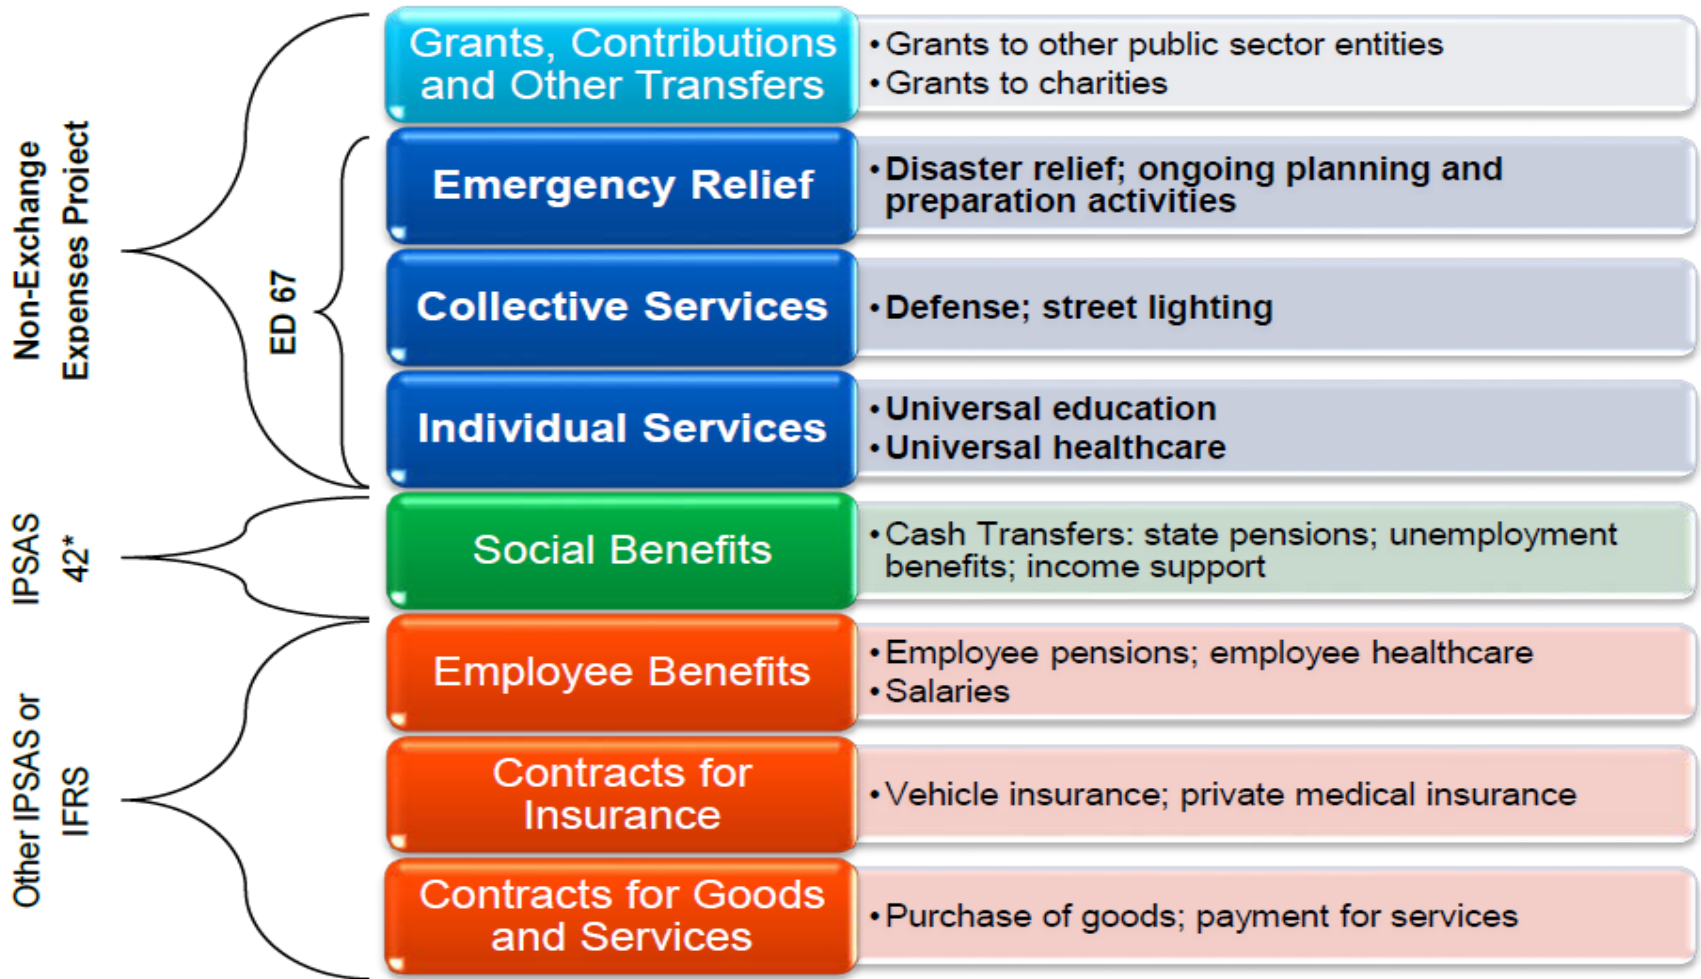 Non-Exchange
Expenses Project
ED 67
IPSAS
42*
Other IPSAS or
IFRS
Grants, Contributions
and Other Transfers
•Grants to other public sector entities
•Grants to charities
Emergency Relief
•Disaster relief; ongoing planning and
preparation activities
Collective Services
•Defense; street lighting
Individual Services
•Universal education
•Universal healthcare
Social Benefits
•Cash Transfers: state pensions; unemployment
benefits; income support
Employee Benefits
•Employee pensions; employee healthcare
•Salaries
Contracts for
Insurance
•Vehicle insurance; private medical insurance
Contracts for Goods
and Services
•Purchase of goods; payment for services